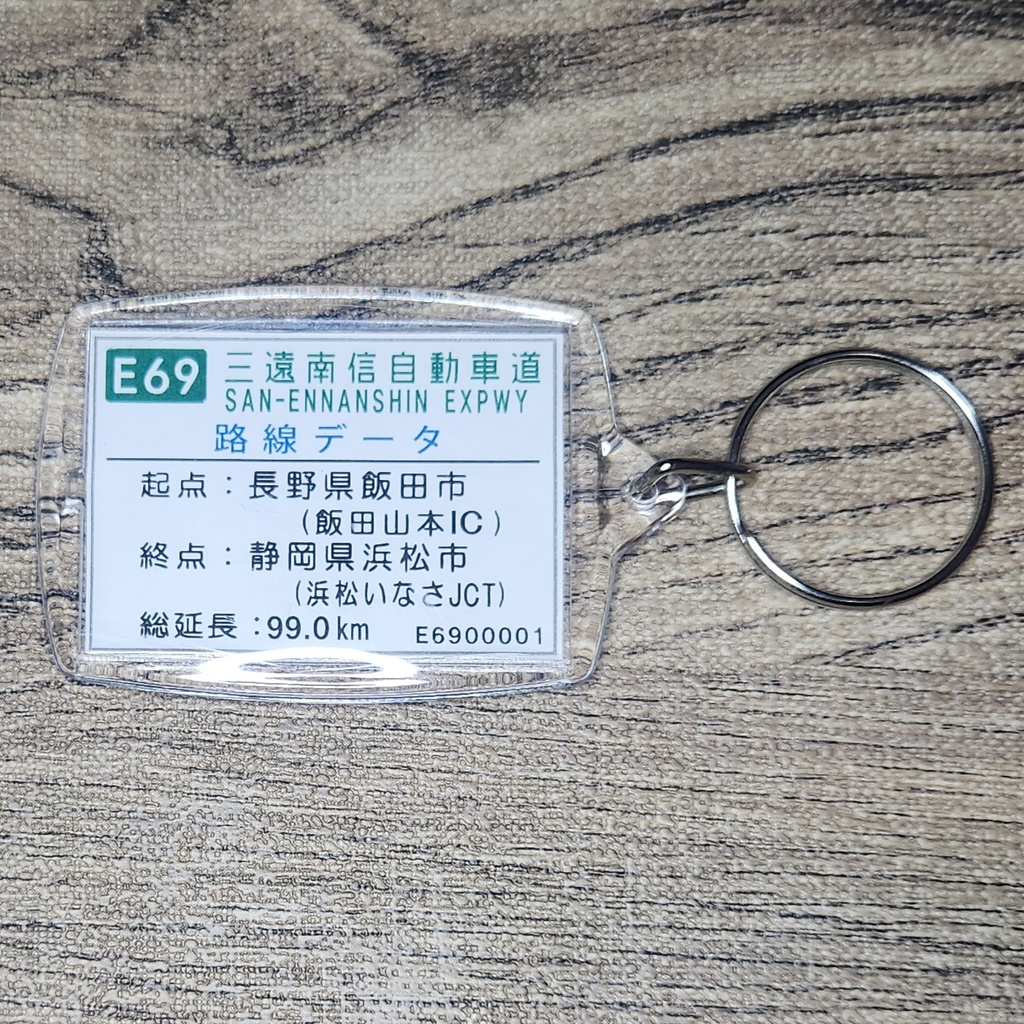 E69 三遠南信自動車道
SAN-ENNANSHIN EXPWY
路線データ
起点：長野県飯田市
(飯田山本IC)
終点：静岡県浜松市
(浜松いなさJCT)
総延長：99.0km E6900001